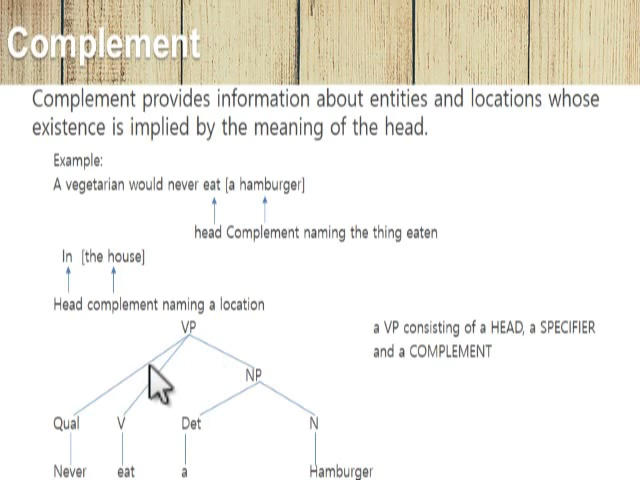 Complement
Complement provides information about entities and locations whose
existence is implied by the meaning of the head.
Example:
A vegetarian would never eat [a hamburger]
head Complement naming the thing eaten
In [the house]
Head complement naming a location
VP
a VP consisting of a HEAD, a SPECIFIER
and a COMPLEMENT
NP
Qual V Det N
Never eat a Hamburger